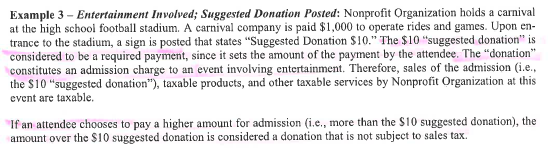 Example 3 – Entertainment Involved; Suggested Donation Posted: Nonprofit Organization holds a carnival
at the high school football stadium. A carnival company is paid $1,000 to operate rides and games. Upon en-
trance to the stadium, a sign is posted that states “Suggested Donation $10.” The $10 “suggested donation” is
considered to be a required payment, since it sets the amount of the payment by the attendee. The “donation”
constitutes an admission charge to an event involving entertainment. Therefore, sales of the admission (i.e.,
the $10 “suggested donation”), taxable products, and other taxable services by Nonprofit Organization at this
event are taxable.
If an attendee chooses to pay a higher amount for admission (i.e., more than the $10 suggested donation), the
amount over the $10 suggested donation is considered a donation that is not subject to sales tax.